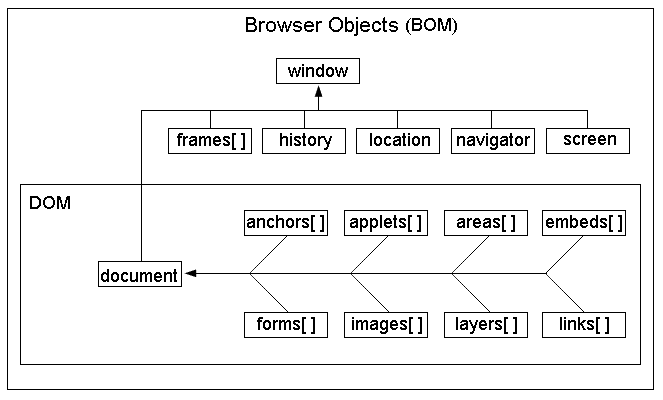 Browser Objects (BOM)
window
frames[ ] history location navigator screen
DOM
anchors[ ] applets[ ] areas[ ] embeds[ ]
document
forms[ ] images[ ] layers[ ] links[ ]